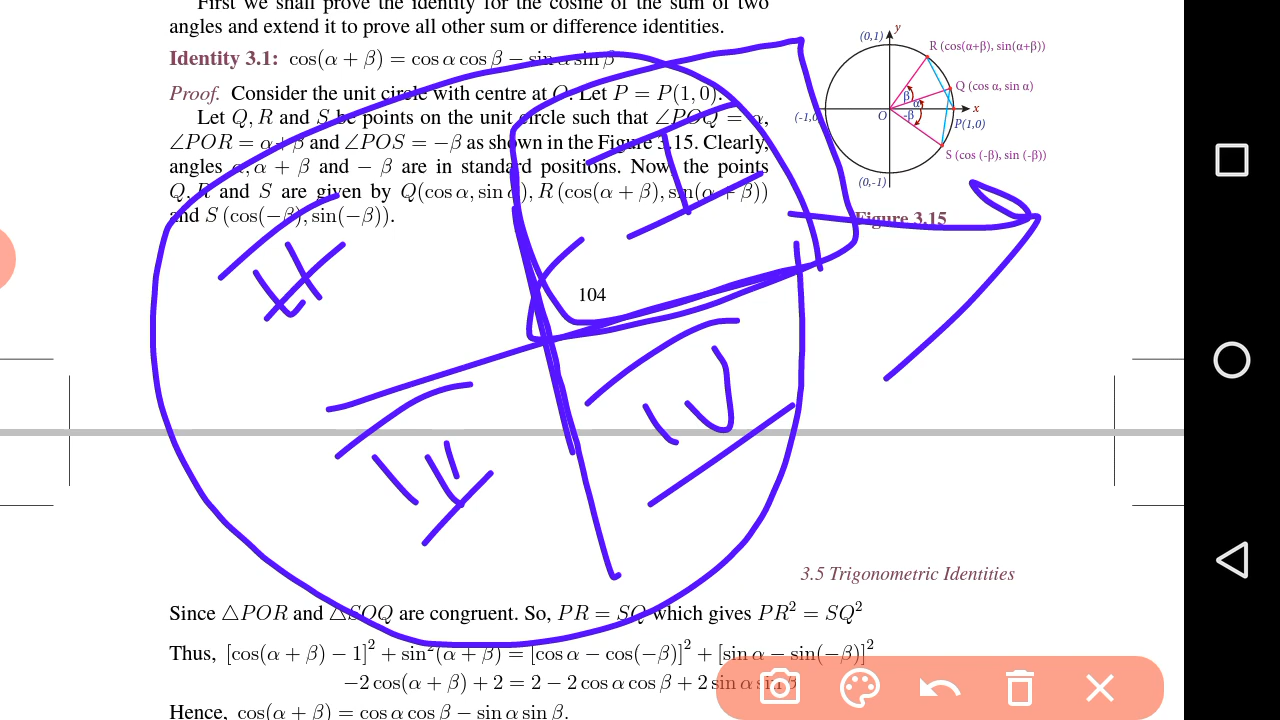 First we shall prove the identity for the cosine of the sum of two
angles and extend it to prove all other sum or difference identities.
Identity 3.1: cos(α + β) = cos α cos β − sin α sin β
Proof. Consider the unit circle with centre at O. Let P = P(1, 0).
Let Q, R and S be points on the unit circle such that ∠POQ = α,
∠POR = α + β and ∠POS = −β as shown in the Figure 3.15. Clearly,
angles α, α + β and − β are in standard positions. Now, the points
Q, R and S are given by Q(cos α, sin α), R (cos(α + β), sin(α + β))
and S (cos(−β), sin(−β)).
y
(0,1)
R (cos(α+β), sin(α+β))
Q (cos α, sin α)
β
α
-β
O
x
(-1,0
P(1,0)
S (cos (-β), sin (-β))
(0,-1)
Figure 3.15
I
II
104
IV
III
3.5 Trigonometric Identities
Since △POR and △SOQ are congruent. So, PR = SQ which gives PR² = SQ²
Thus, [cos(α + β) − 1]² + sin²(α + β) = [cos α − cos(−β)]² + [sin α − sin(−β)]²
−2 cos(α + β) + 2 = 2 − 2 cos α cos β + 2 sin α sin β
Hence, cos(α + β) = cos α cos β − sin α sin β.